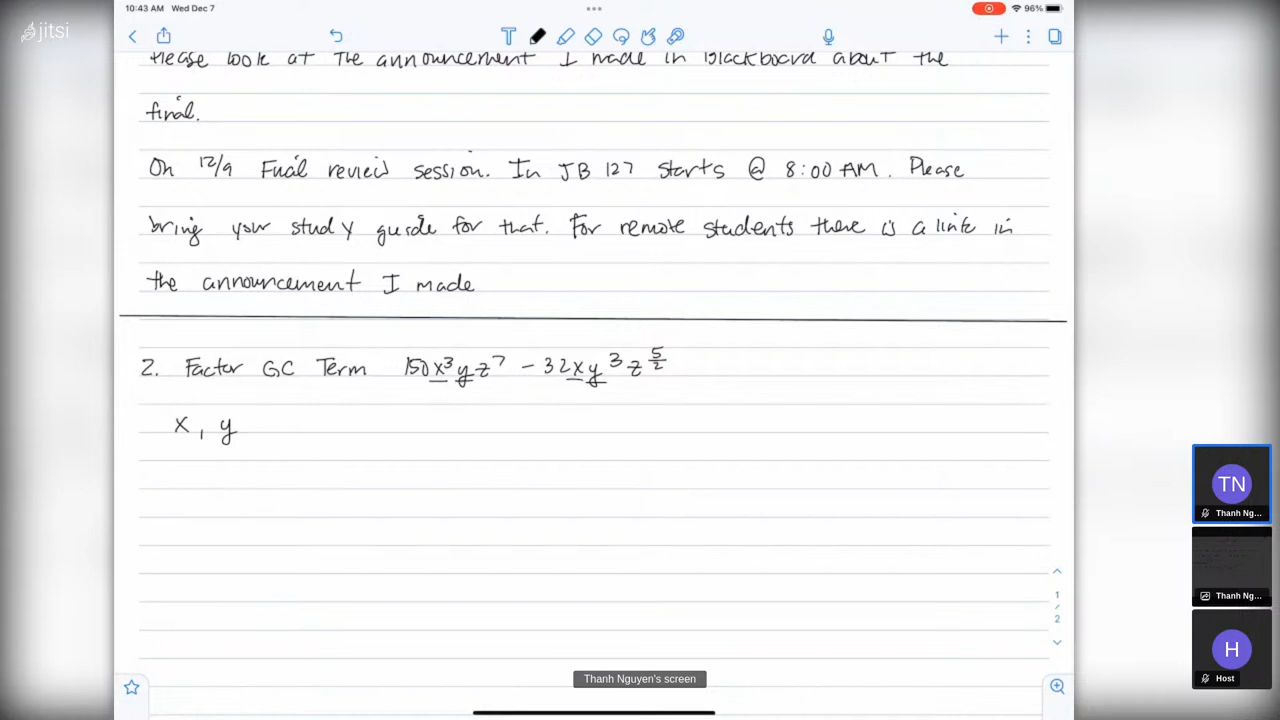 10:43 AM Wed Dec 7
96%
jitsi
Please look at the announcement I made in Blackboard about the
final.
On 12/9 Final review session. In JB 127 starts @ 8:00 AM. Please
bring your study guide for that. For remote students there is a link in
the announcement I made
2. Factor GC Term 150x³yz⁷ - 32xy³z^(5/2)
x, y
1
/
2
TN
Thanh Ng...
Thanh Ng...
H
Host
Thanh Nguyen's screen